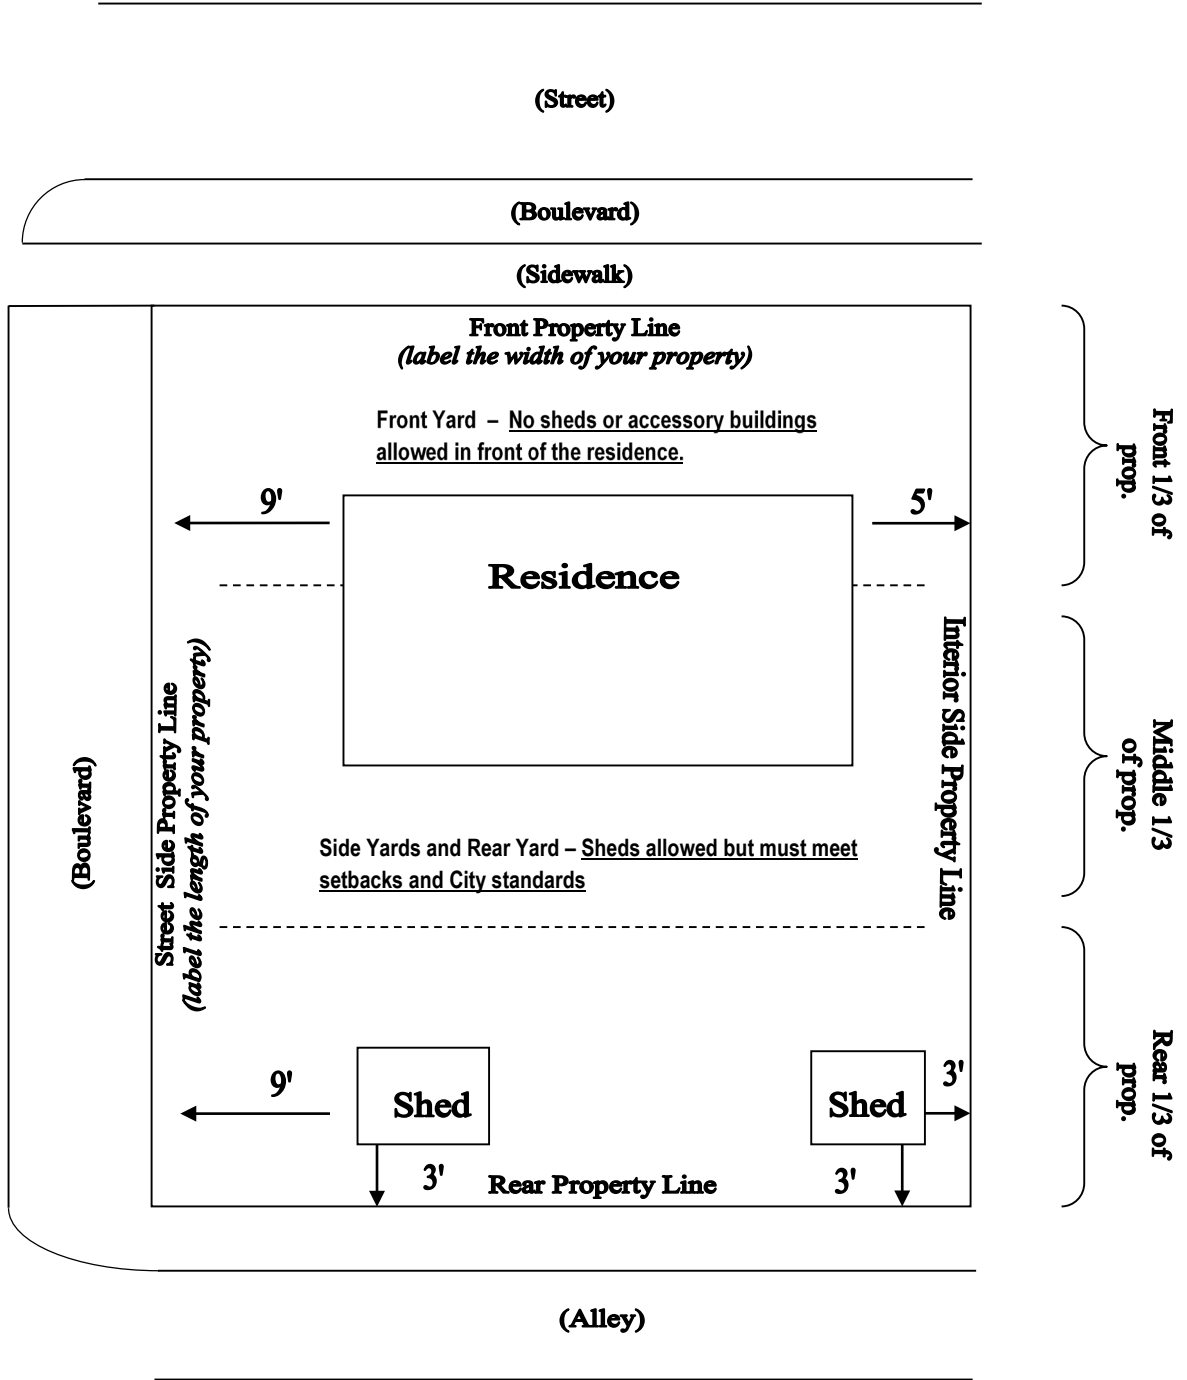 (Street)
(Boulevard)
(Sidewalk)
Front Property Line
(label the width of your property)
Front Yard – No sheds or accessory buildings
allowed in front of the residence.
9'
5'
Residence
Front 1/3 of
prop.
Interior Side Property Line
Middle 1/3
of prop.
(Boulevard)
Street Side Property Line
(label the length of your property)
Side Yards and Rear Yard – Sheds allowed but must meet
setbacks and City standards
9'
Shed
Shed
3'
3'
Rear Property Line
3'
Rear 1/3 of
prop.
(Alley)